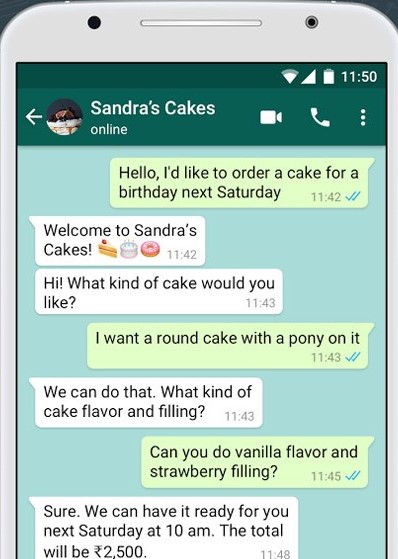 11:50
Sandra's Cakes
online
Hello, I'd like to order a cake for a
birthday next Saturday
11:42
Welcome to Sandra's
Cakes! 🍰🎂🍩 11:42
Hi! What kind of cake would you
like? 11:43
I want a round cake with a pony on it
11:43
We can do that. What kind of
cake flavor and filling? 11:43
Can you do vanilla flavor and
strawberry filling? 11:45
Sure. We can have it ready for you
next Saturday at 10 am. The total
will be ₹2,500. 11:48